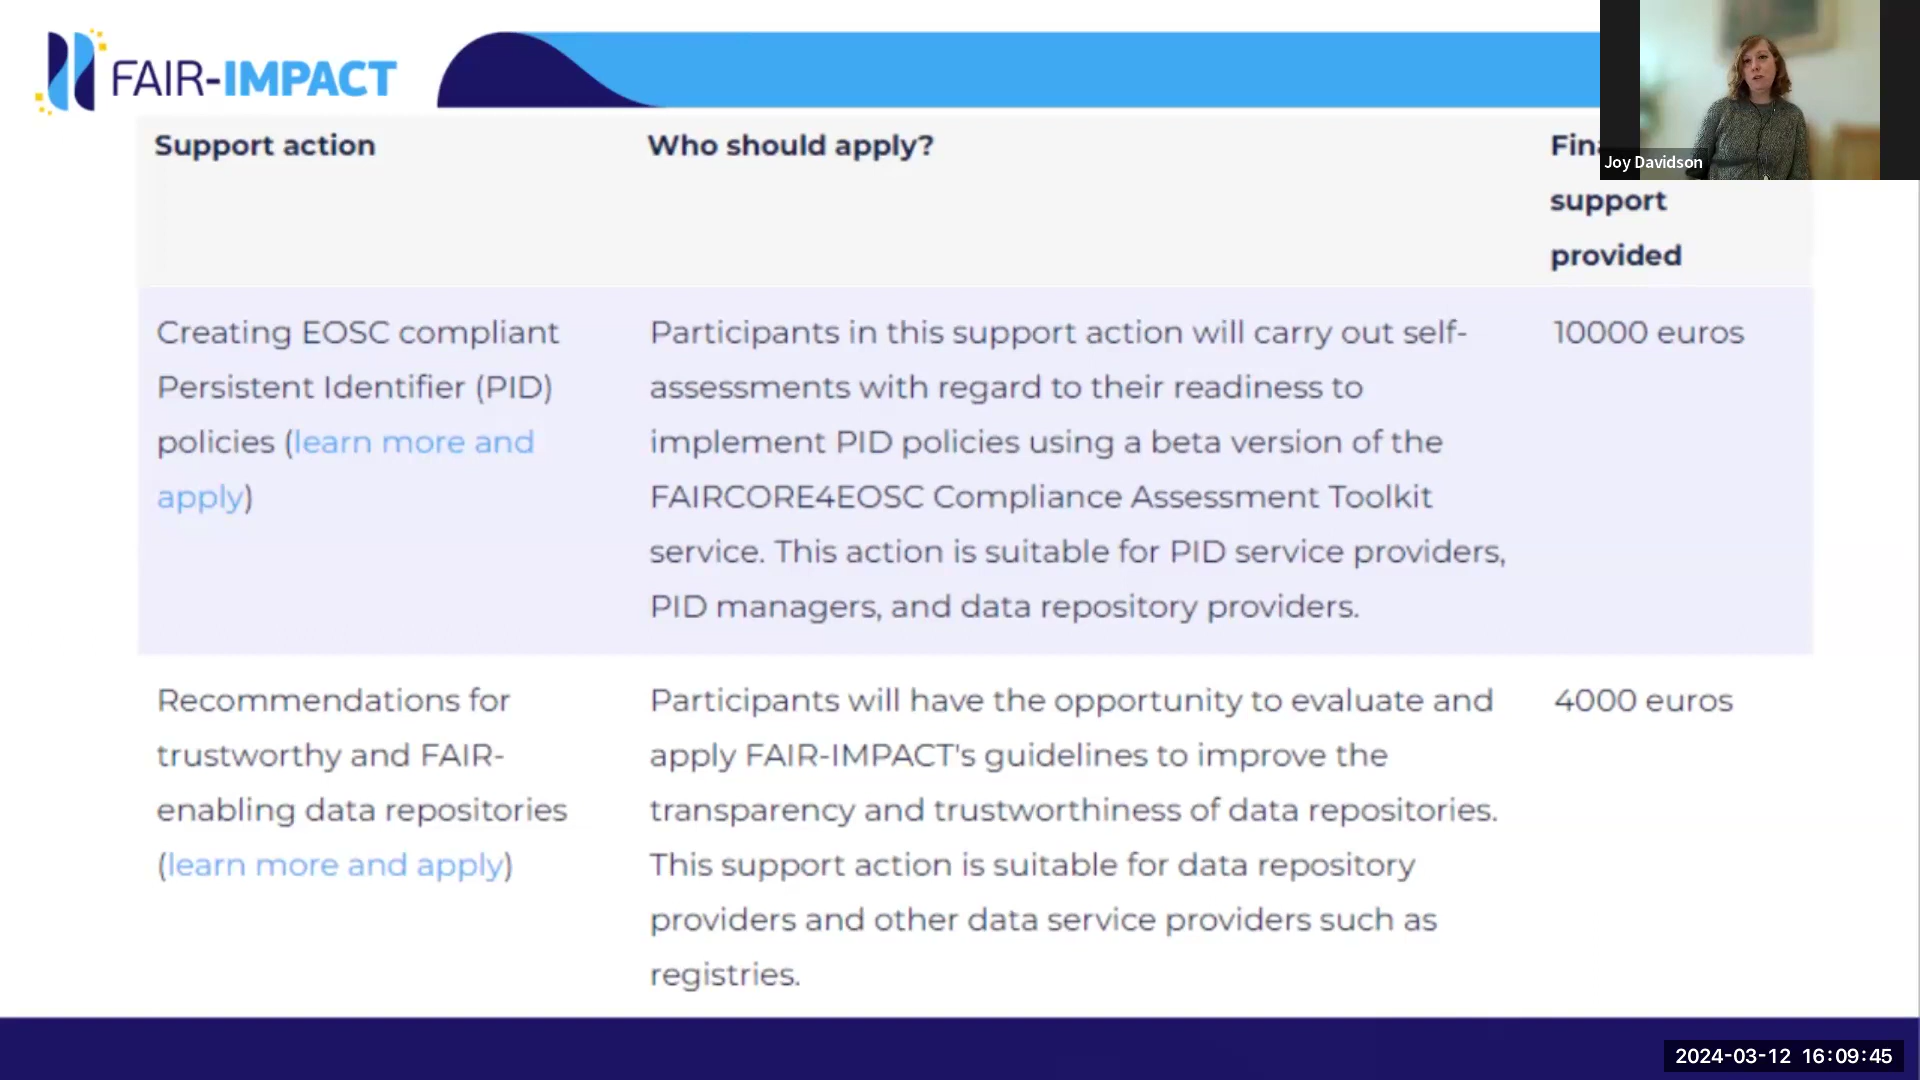 FAIR-IMPACT
Support action
Who should apply?
support
provided
Joy Davidson
Creating EOSC compliant
Persistent Identifier (PID)
policies (learn more and
apply)
Participants in this support action will carry out self-
assessments with regard to their readiness to
implement PID policies using a beta version of the
FAIRCORE4EOSC Compliance Assessment Toolkit
service. This action is suitable for PID service providers,
PID managers, and data repository providers.
10000 euros
Recommendations for
trustworthy and FAIR-
enabling data repositories
(learn more and apply)
Participants will have the opportunity to evaluate and
apply FAIR-IMPACT's guidelines to improve the
transparency and trustworthiness of data repositories.
This support action is suitable for data repository
providers and other data service providers such as
registries.
4000 euros
2024-03-12 16:09:45